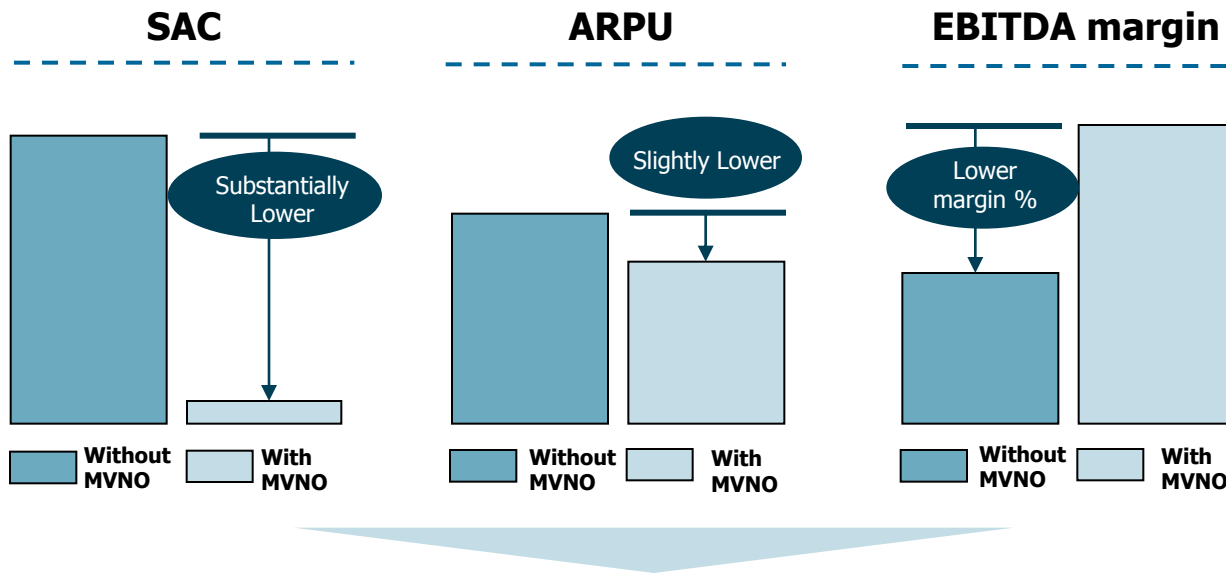 SAC
ARPU
EBITDA margin
Substantially
Lower
Slightly Lower
Lower
margin %
Without
MVNO
With
MVNO
Without
MVNO
With
MVNO
Without
MVNO
With
MVNO